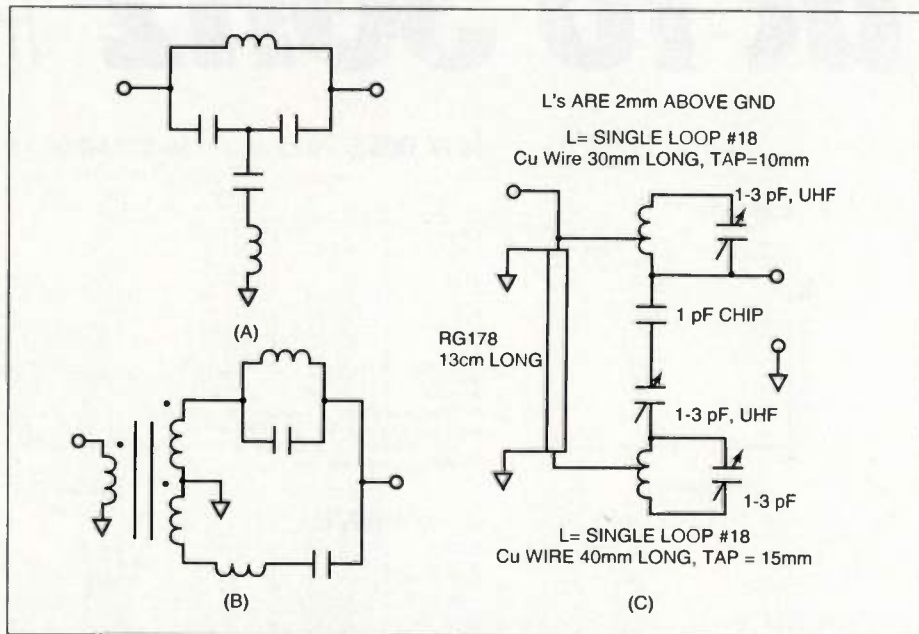 L's ARE 2mm ABOVE GND
L= SINGLE LOOP #18
Cu Wire 30mm LONG, TAP=10mm
1-3 pF, UHF
(A)
1 pF CHIP
RG178
13cm LONG
1-3 pF, UHF
1-3 pF
L= SINGLE LOOP #18
Cu WIRE 40mm LONG, TAP = 15mm
(B)
(C)